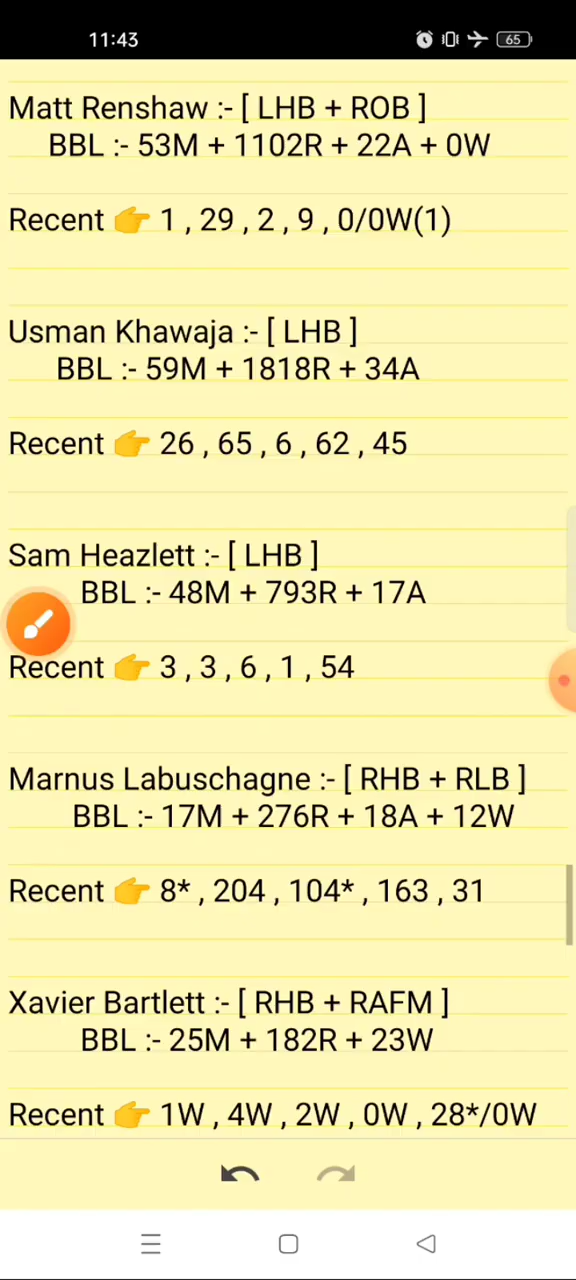 11:43
65
Matt Renshaw :- [ LHB + ROB ]
BBL :- 53M + 1102R + 22A + 0W
Recent 👉 1 , 29 , 2 , 9 , 0/0W(1)
Usman Khawaja :- [ LHB ]
BBL :- 59M + 1818R + 34A
Recent 👉 26 , 65 , 6 , 62 , 45
Sam Heazlett :- [ LHB ]
BBL :- 48M + 793R + 17A
Recent 👉 3 , 3 , 6 , 1 , 54
Marnus Labuschagne :- [ RHB + RLB ]
BBL :- 17M + 276R + 18A + 12W
Recent 👉 8* , 204 , 104* , 163 , 31
Xavier Bartlett :- [ RHB + RAFM ]
BBL :- 25M + 182R + 23W
Recent 👉 1W , 4W , 2W , 0W , 28*/0W